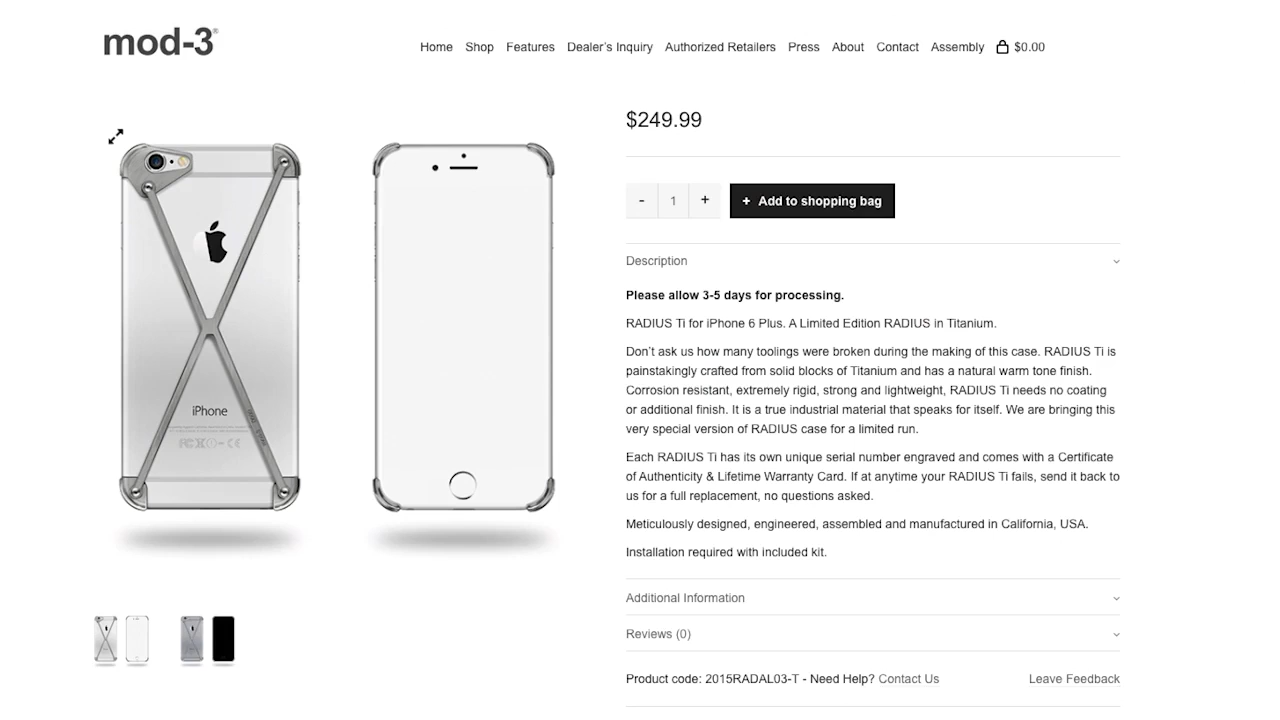 mod-3®
Home Shop Features Dealer's Inquiry Authorized Retailers Press About Contact Assembly $0.00
$249.99
- 1 + + Add to shopping bag
Description
Please allow 3-5 days for processing.
RADIUS Ti for iPhone 6 Plus. A Limited Edition RADIUS in Titanium.
Don't ask us how many toolings were broken during the making of this case. RADIUS Ti is
painstakingly crafted from solid blocks of Titanium and has a natural warm tone finish.
Corrosion resistant, extremely rigid, strong and lightweight, RADIUS Ti needs no coating
or additional finish. It is a true industrial material that speaks for itself. We are bringing this
very special version of RADIUS case for a limited run.
Each RADIUS Ti has its own unique serial number engraved and comes with a Certificate
of Authenticity & Lifetime Warranty Card. If at anytime your RADIUS Ti fails, send it back to
us for a full replacement, no questions asked.
Meticulously designed, engineered, assembled and manufactured in California, USA.
Installation required with included kit.
iPhone
Additional Information
Reviews (0)
Product code: 2015RADAL03-T - Need Help? Contact Us
Leave Feedback